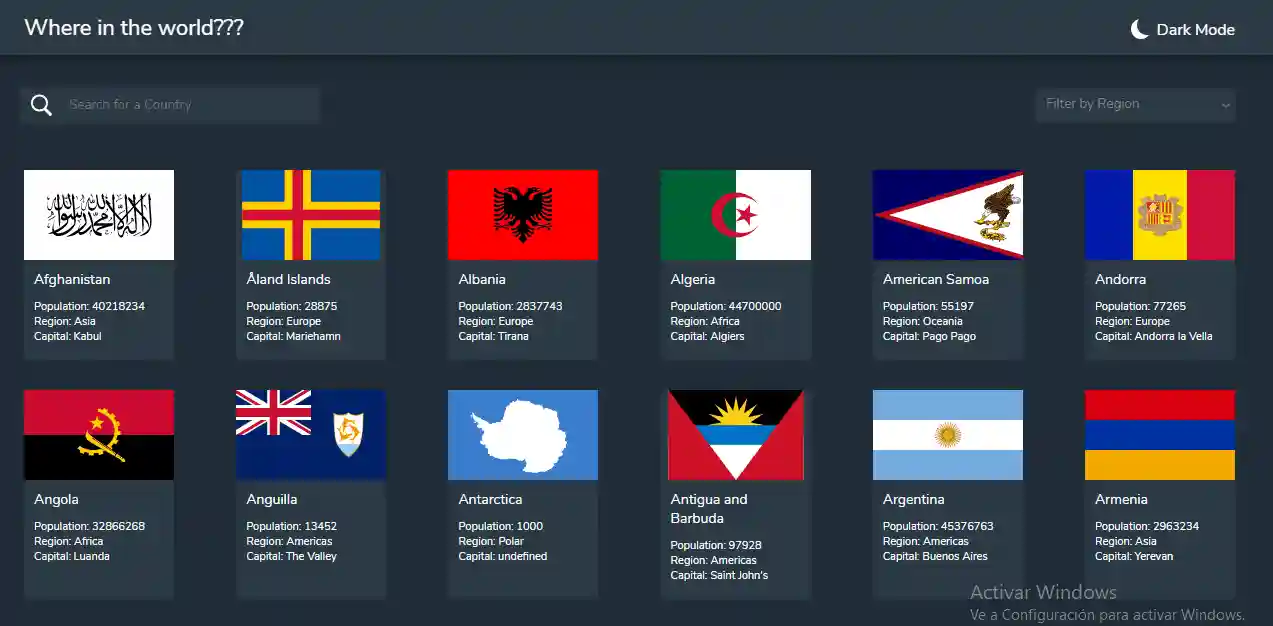 Where in the world???
Dark Mode
Search for a Country
Filter by Region
Afghanistan
Population: 40218234
Region: Asia
Capital: Kabul
Åland Islands
Population: 28875
Region: Europe
Capital: Mariehamn
Albania
Population: 2837743
Region: Europe
Capital: Tirana
Algeria
Population: 44700000
Region: Africa
Capital: Algiers
American Samoa
Population: 55197
Region: Oceania
Capital: Pago Pago
Andorra
Population: 77265
Region: Europe
Capital: Andorra la Vella
Angola
Population: 32866268
Region: Africa
Capital: Luanda
Anguilla
Population: 13452
Region: Americas
Capital: The Valley
Antarctica
Population: 1000
Region: Polar
Capital: undefined
Antigua and
Barbuda
Population: 97928
Region: Americas
Capital: Saint John's
Argentina
Population: 45376763
Region: Americas
Capital: Buenos Aires
Armenia
Population: 2963234
Region: Asia
Capital: Yerevan
Activar Windows
Ve a Configuración para activar Windows.